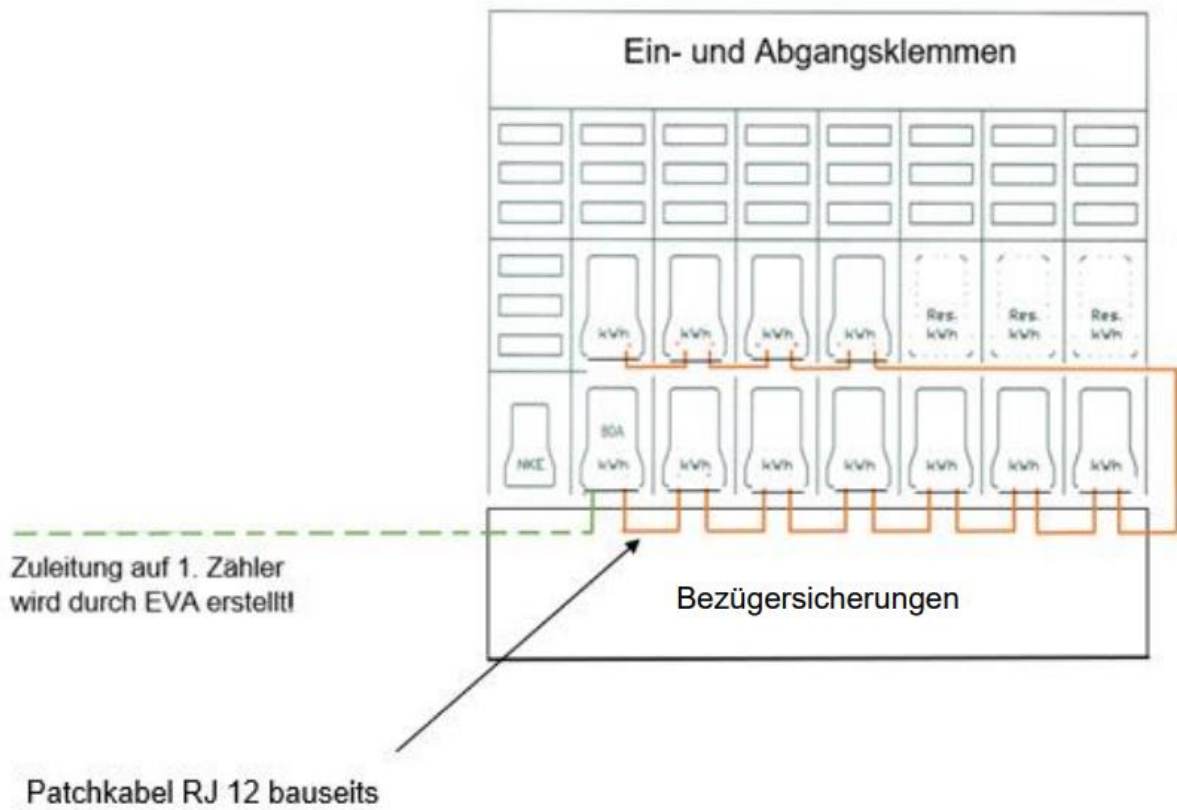 Ein- und Abgangsklemmen
kWh kWh kWh kWh Res. kWh Res. kWh Res. kWh
NKE 80A kWh kWh kWh kWh kWh kWh kWh
Zuleitung auf 1. Zähler
wird durch EVA erstellt!
Bezügersicherungen
Patchkabel RJ 12 bauseits